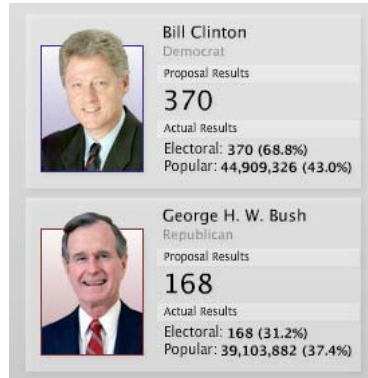 Bill Clinton
Democrat
Proposal Results
370
Actual Results
Electoral: 370 (68.8%)
Popular: 44,909,326 (43.0%)
George H. W. Bush
Republican
Proposal Results
168
Actual Results
Electoral: 168 (31.2%)
Popular: 39,103,882 (37.4%)